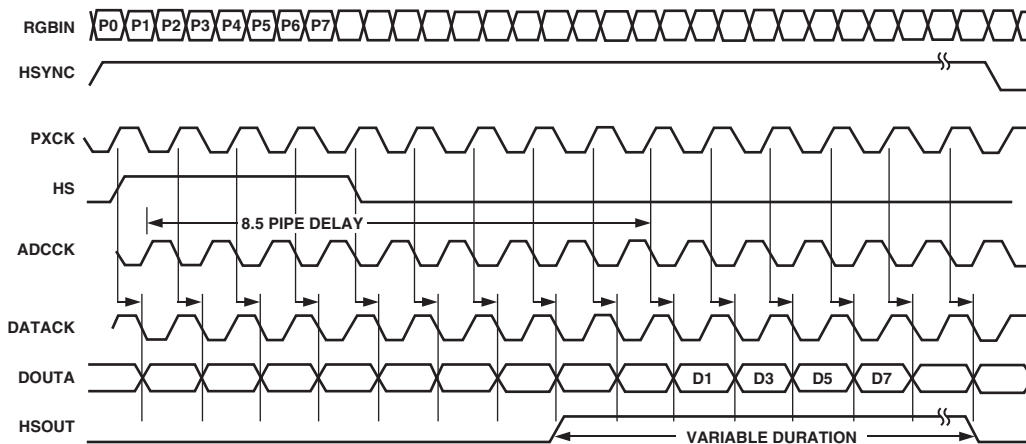 RGBIN P0 P1 P2 P3 P4 P5 P6 P7
HSYNC
PXCK
HS
8.5 PIPE DELAY
ADCCK
DATACK
DOUTA D1 D3 D5 D7
HSOUT
VARIABLE DURATION